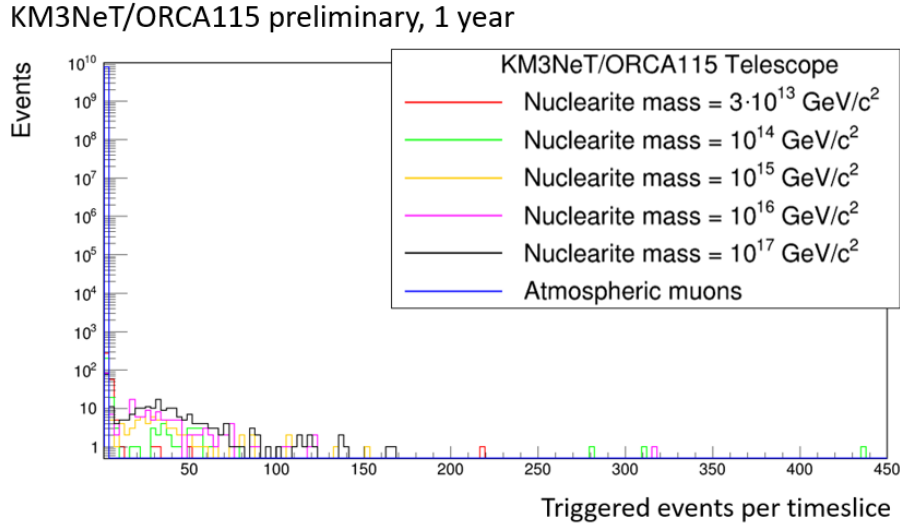 KM3NeT/ORCA115 preliminary, 1 year
Events
10¹⁰
10⁹
10⁸
10⁷
10⁶
10⁵
10⁴
10³
10²
10
1
KM3NeT/ORCA115 Telescope
Nuclearite mass = 3·10¹³ GeV/c²
Nuclearite mass = 10¹⁴ GeV/c²
Nuclearite mass = 10¹⁵ GeV/c²
Nuclearite mass = 10¹⁶ GeV/c²
Nuclearite mass = 10¹⁷ GeV/c²
Atmospheric muons
50 100 150 200 250 300 350 400 450
Triggered events per timeslice